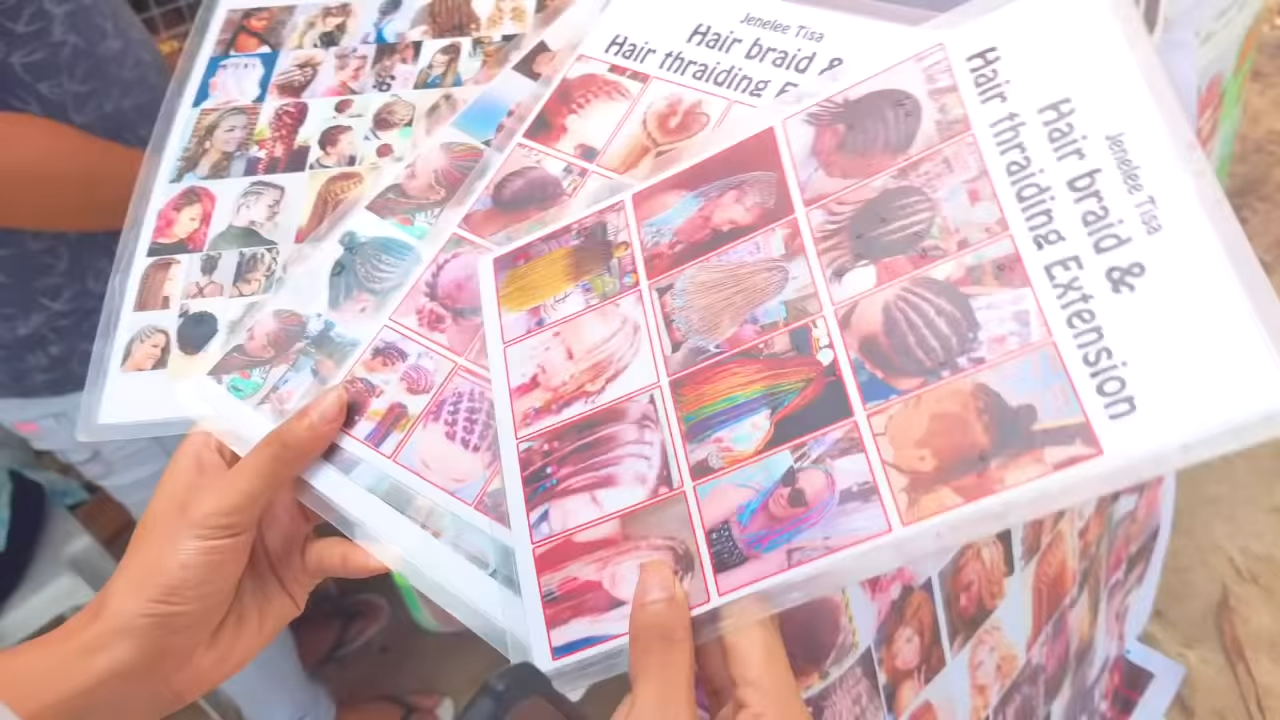 Jenelee Tisa
Hair braid &
Hair thraiding E
Jenelee Tisa
Hair braid &
Hair thraiding Extension